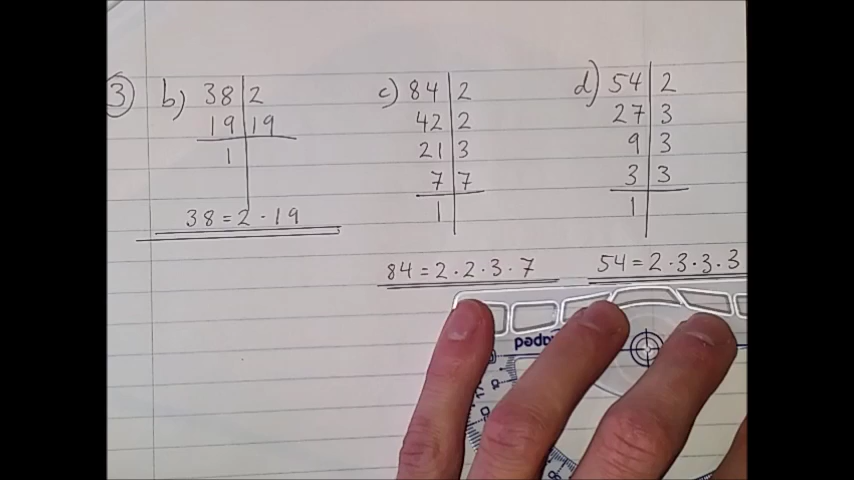 3
b) 38 | 2
19 | 19
1
38 = 2 · 19
c) 84 | 2
42 | 2
21 | 3
7 | 7
1
84 = 2 · 2 · 3 · 7
d) 54 | 2
27 | 3
9 | 3
3 | 3
1
54 = 2 · 3 · 3 · 3